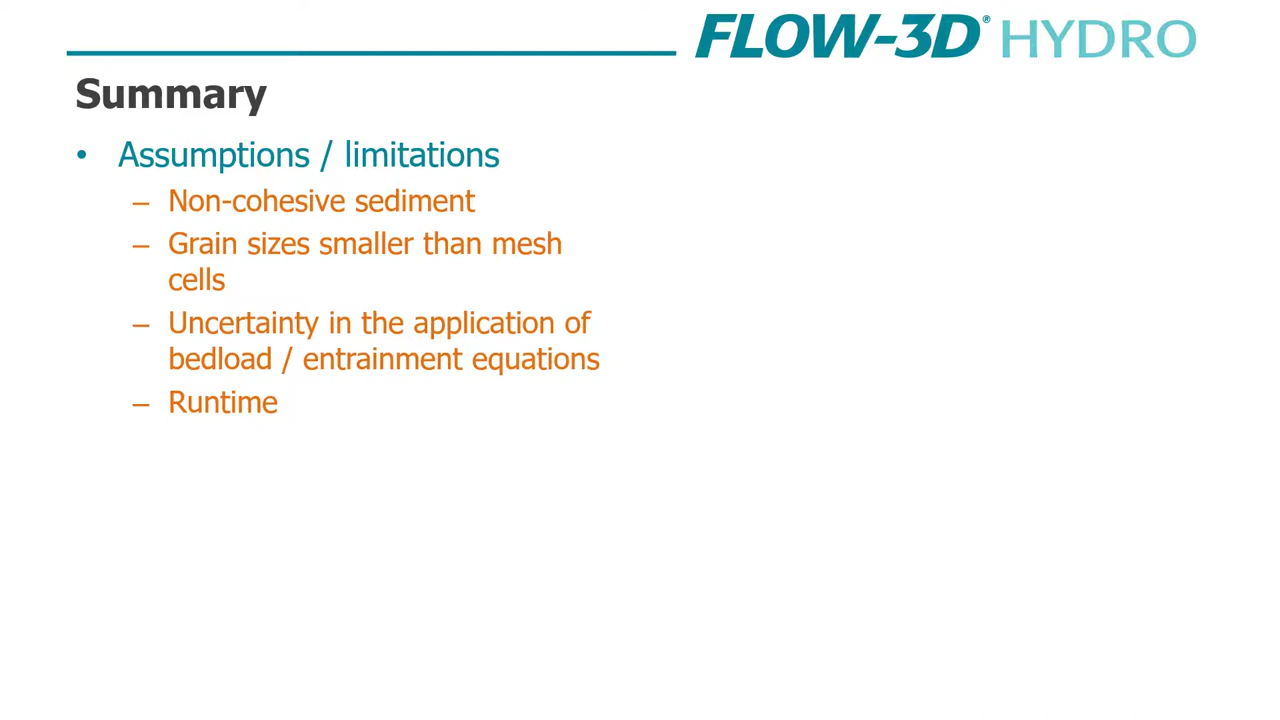 FLOW-3D® HYDRO
Summary
• Assumptions / limitations
– Non-cohesive sediment
– Grain sizes smaller than mesh
cells
– Uncertainty in the application of
bedload / entrainment equations
– Runtime